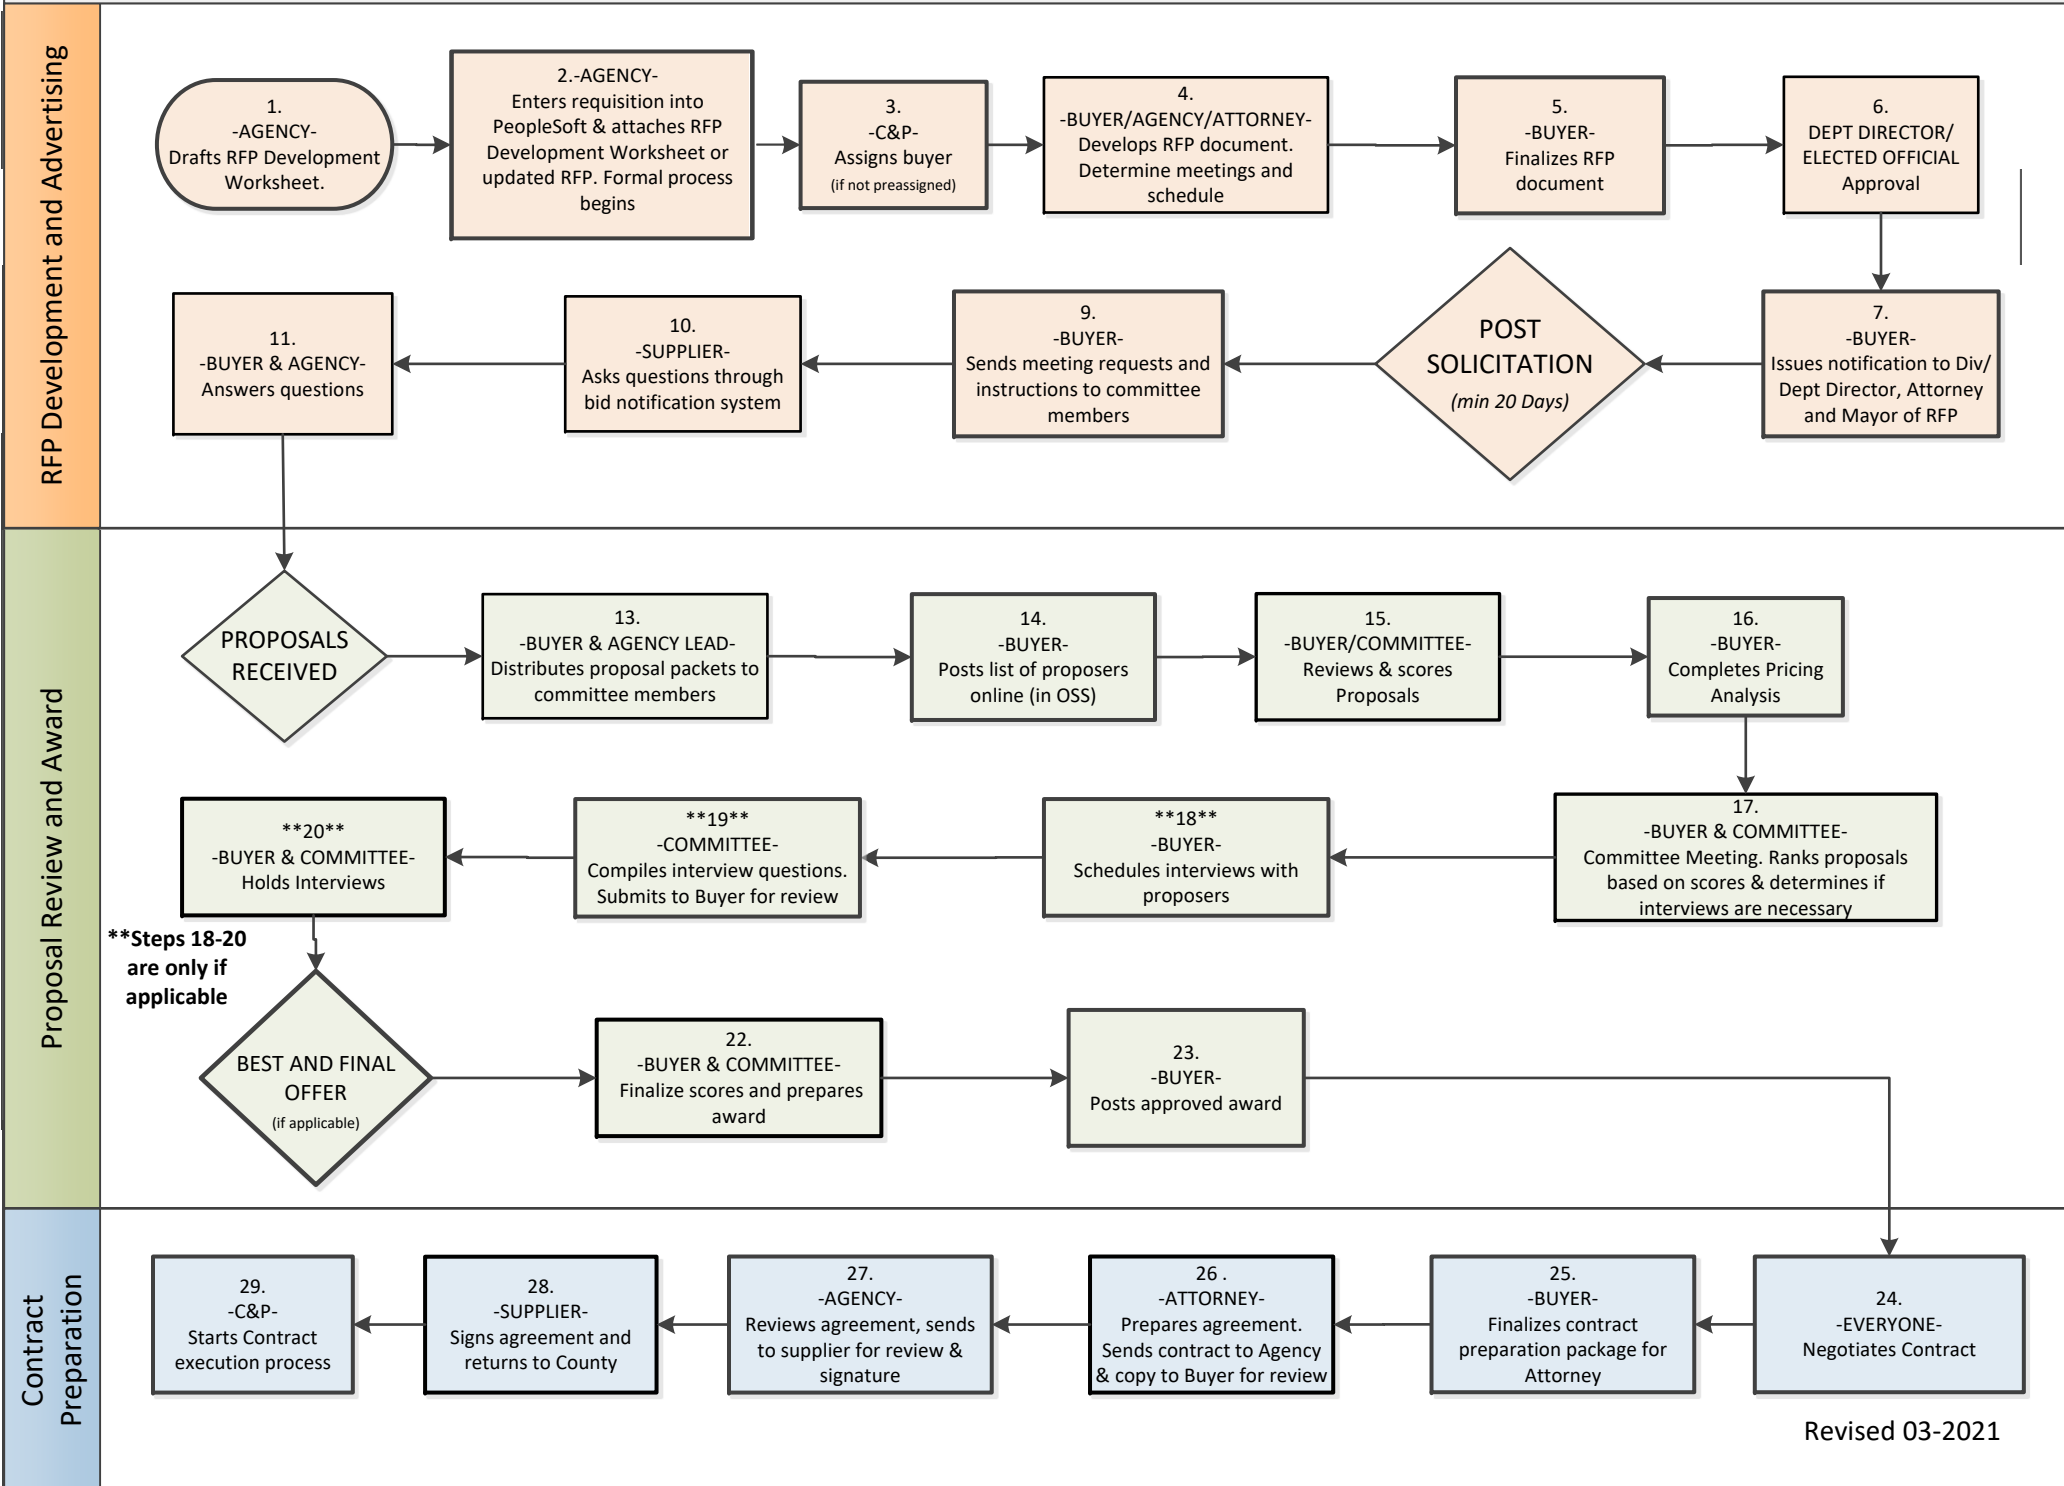 RFP Development and Advertising
1.
-AGENCY-
Drafts RFP Development
Worksheet.
2.-AGENCY-
Enters requisition into
PeopleSoft & attaches RFP
Development Worksheet or
updated RFP. Formal process
begins
3.
-C&P-
Assigns buyer
(if not preassigned)
4.
-BUYER/AGENCY/ATTORNEY-
Develops RFP document.
Determine meetings and
schedule
5.
-BUYER-
Finalizes RFP
document
6.
DEPT DIRECTOR/
ELECTED OFFICIAL
Approval
7.
-BUYER-
Issues notification to Div/
Dept Director, Attorney
and Mayor of RFP
POST
SOLICITATION
(min 20 Days)
9.
-BUYER-
Sends meeting requests and
instructions to committee
members
10.
-SUPPLIER-
Asks questions through
bid notification system
11.
-BUYER & AGENCY-
Answers questions
Proposal Review and Award
PROPOSALS
RECEIVED
13.
-BUYER & AGENCY LEAD-
Distributes proposal packets to
committee members
14.
-BUYER-
Posts list of proposers
online (in OSS)
15.
-BUYER/COMMITTEE-
Reviews & scores
Proposals
16.
-BUYER-
Completes Pricing
Analysis
17.
-BUYER & COMMITTEE-
Committee Meeting. Ranks proposals
based on scores & determines if
interviews are necessary
**18**
-BUYER-
Schedules interviews with
proposers
**19**
-COMMITTEE-
Compiles interview questions.
Submits to Buyer for review
**20**
-BUYER & COMMITTEE-
Holds Interviews
**Steps 18-20
are only if
applicable
BEST AND FINAL
OFFER
(if applicable)
22.
-BUYER & COMMITTEE-
Finalize scores and prepares
award
23.
-BUYER-
Posts approved award
Contract
Preparation
24.
-EVERYONE-
Negotiates Contract
25.
-BUYER-
Finalizes contract
preparation package for
Attorney
26 .
-ATTORNEY-
Prepares agreement.
Sends contract to Agency
& copy to Buyer for review
27.
-AGENCY-
Reviews agreement, sends
to supplier for review &
signature
28.
-SUPPLIER-
Signs agreement and
returns to County
29.
-C&P-
Starts Contract
execution process
Revised 03-2021